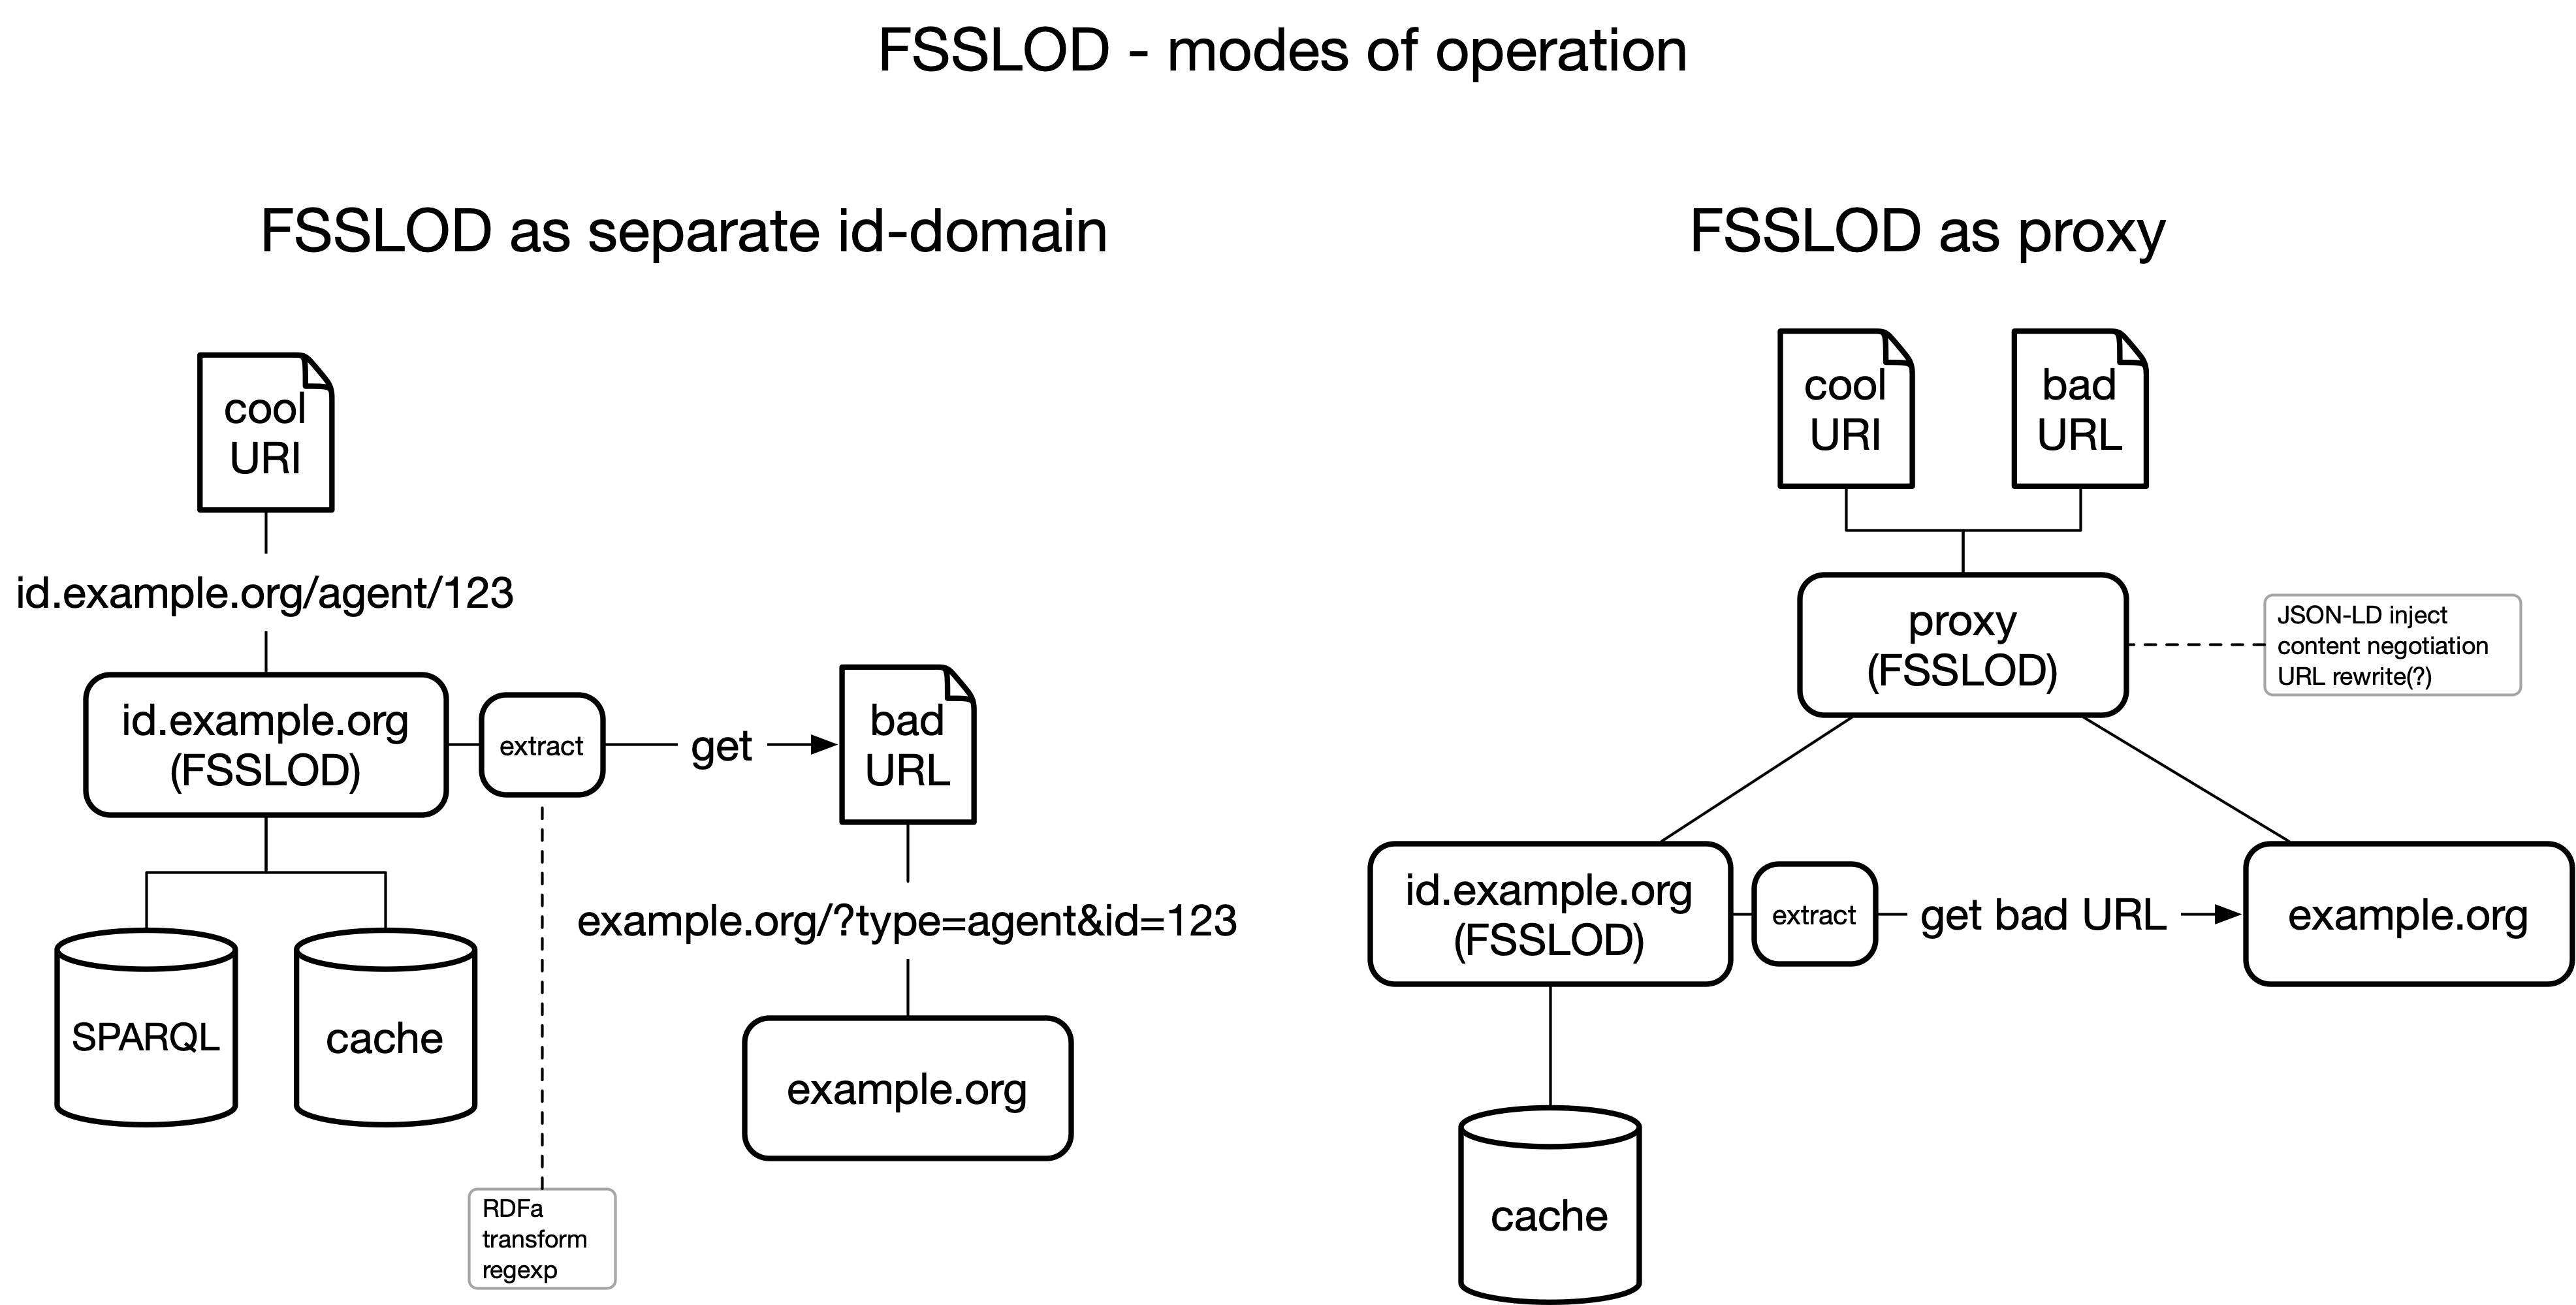 FSSLOD - modes of operation
FSSLOD as separate id-domain
cool
URI
id.example.org/agent/123
id.example.org
(FSSLOD)
extract
get
bad
URL
example.org/?type=agent&id=123
example.org
SPARQL
cache
RDFa
transform
regexp
FSSLOD as proxy
cool
URI
bad
URL
proxy
(FSSLOD)
JSON-LD inject
content negotiation
URL rewrite(?)
id.example.org
(FSSLOD)
extract
get bad URL
example.org
cache